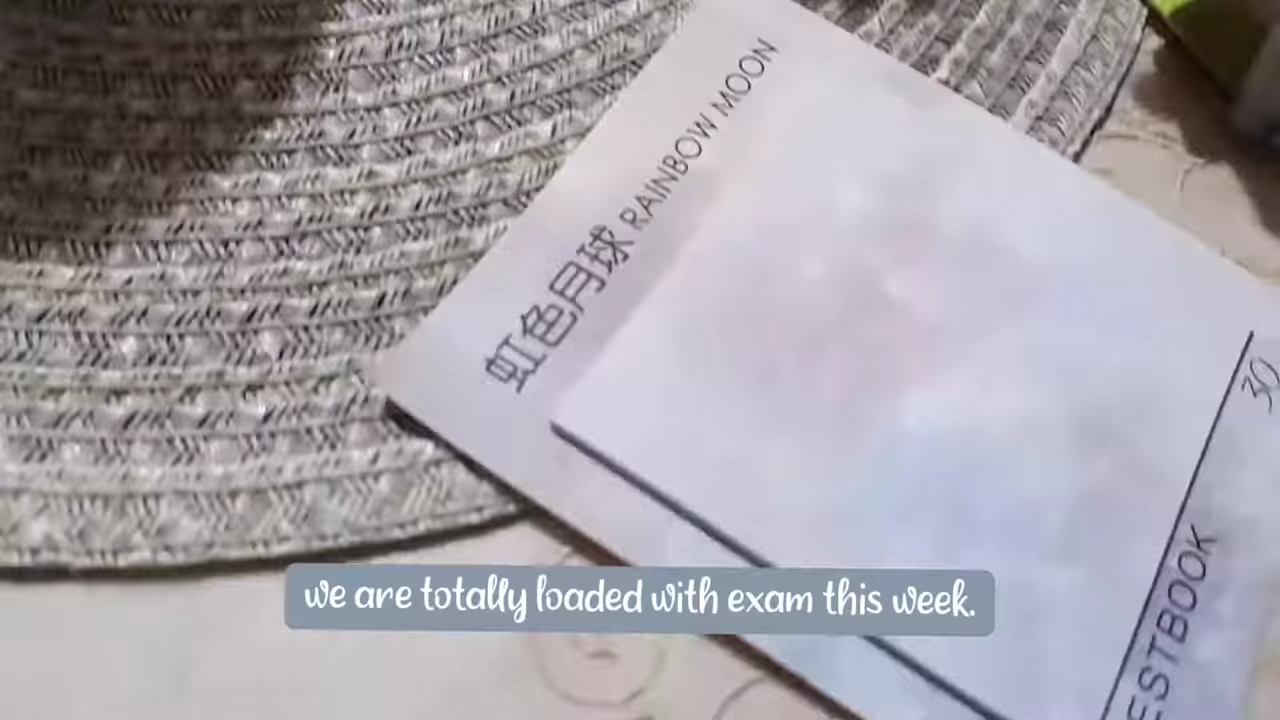 虹色月球 RAINBOW MOON
30
ESTBOOK
we are totally loaded with exam this week.